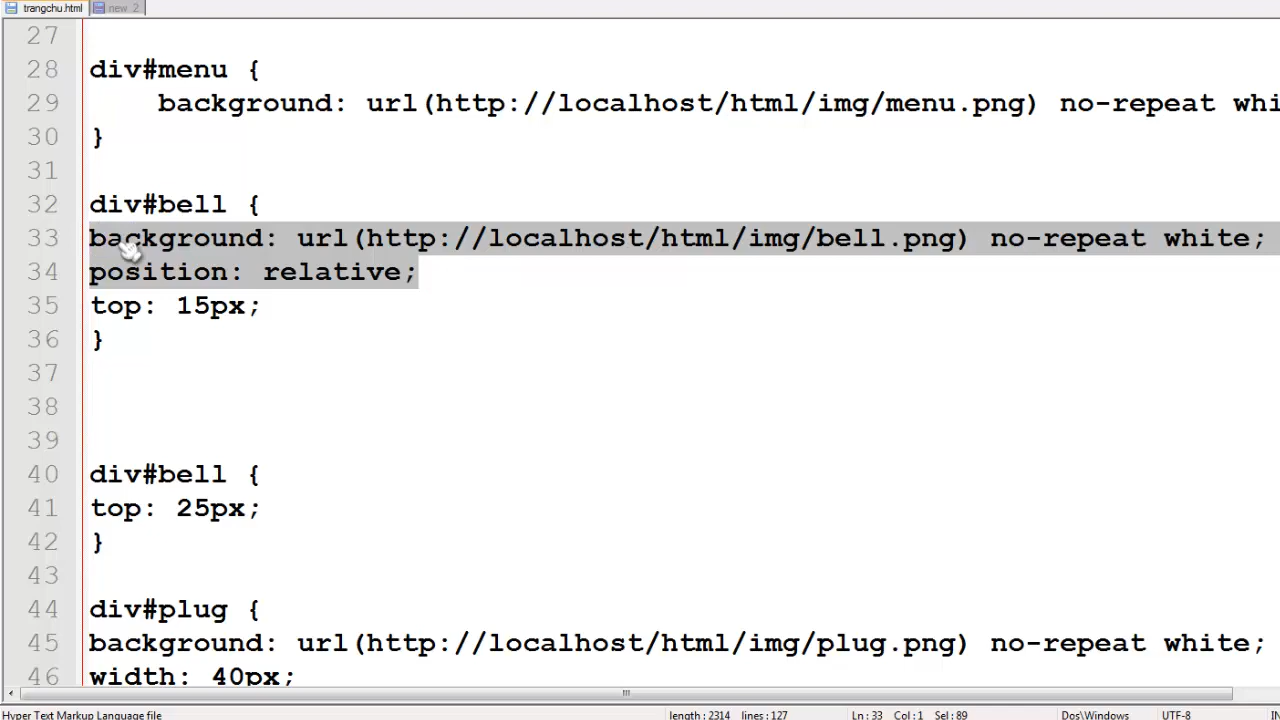 trangchu.html new 2
27
28 div#menu {
29 background: url(http://localhost/html/img/menu.png) no-repeat whi
30 }
31
32 div#bell {
33 background: url(http://localhost/html/img/bell.png) no-repeat white;
34 position: relative;
35 top: 15px;
36 }
37
38
39
40 div#bell {
41 top: 25px;
42 }
43
44 div#plug {
45 background: url(http://localhost/html/img/plug.png) no-repeat white;
46 width: 40px;
Hyper Text Markup Language file length : 2314 lines : 127 Ln : 33 Col : 1 Sel : 89 Dos\Windows UTF-8 IN